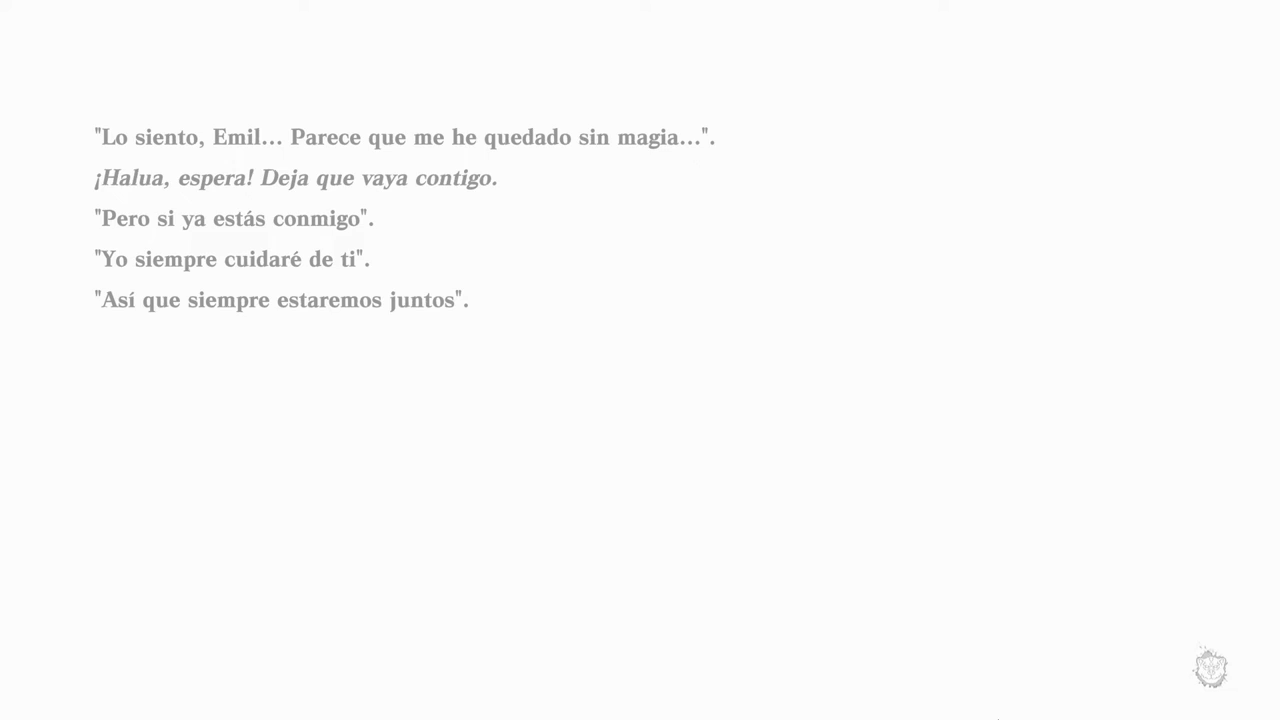 "Lo siento, Emil... Parece que me he quedado sin magia...".
¡Halua, espera! Deja que vaya contigo.
"Pero si ya estás conmigo".
"Yo siempre cuidaré de ti".
"Así que siempre estaremos juntos".